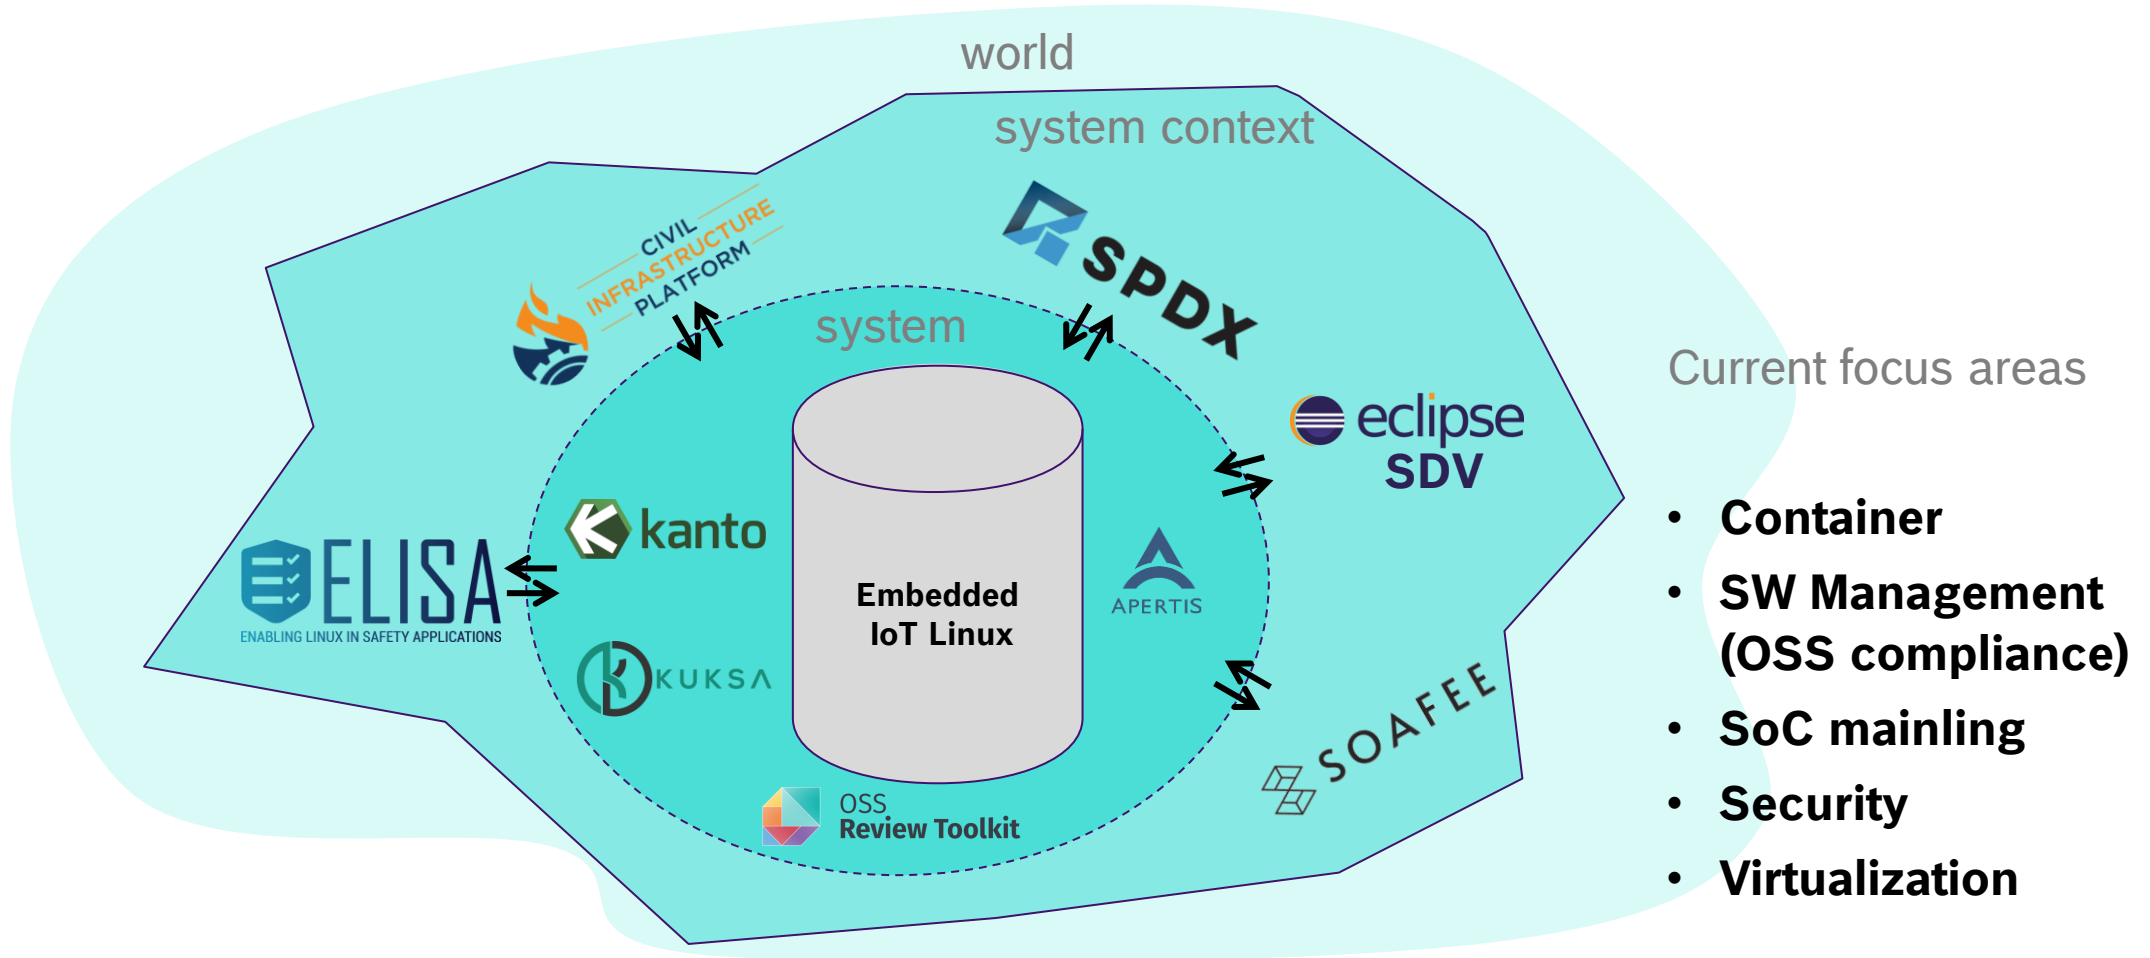 world
system context
CIVIL
INFRASTRUCTURE
PLATFORM
SPDX
system
eclipse
SDV
kanto
ELISA
ENABLING LINUX IN SAFETY APPLICATIONS
KUKSA
Embedded
IoT Linux
APERTIS
SOAFEE
OSS
Review Toolkit
Current focus areas
• Container
• SW Management
(OSS compliance)
• SoC mainling
• Security
• Virtualization